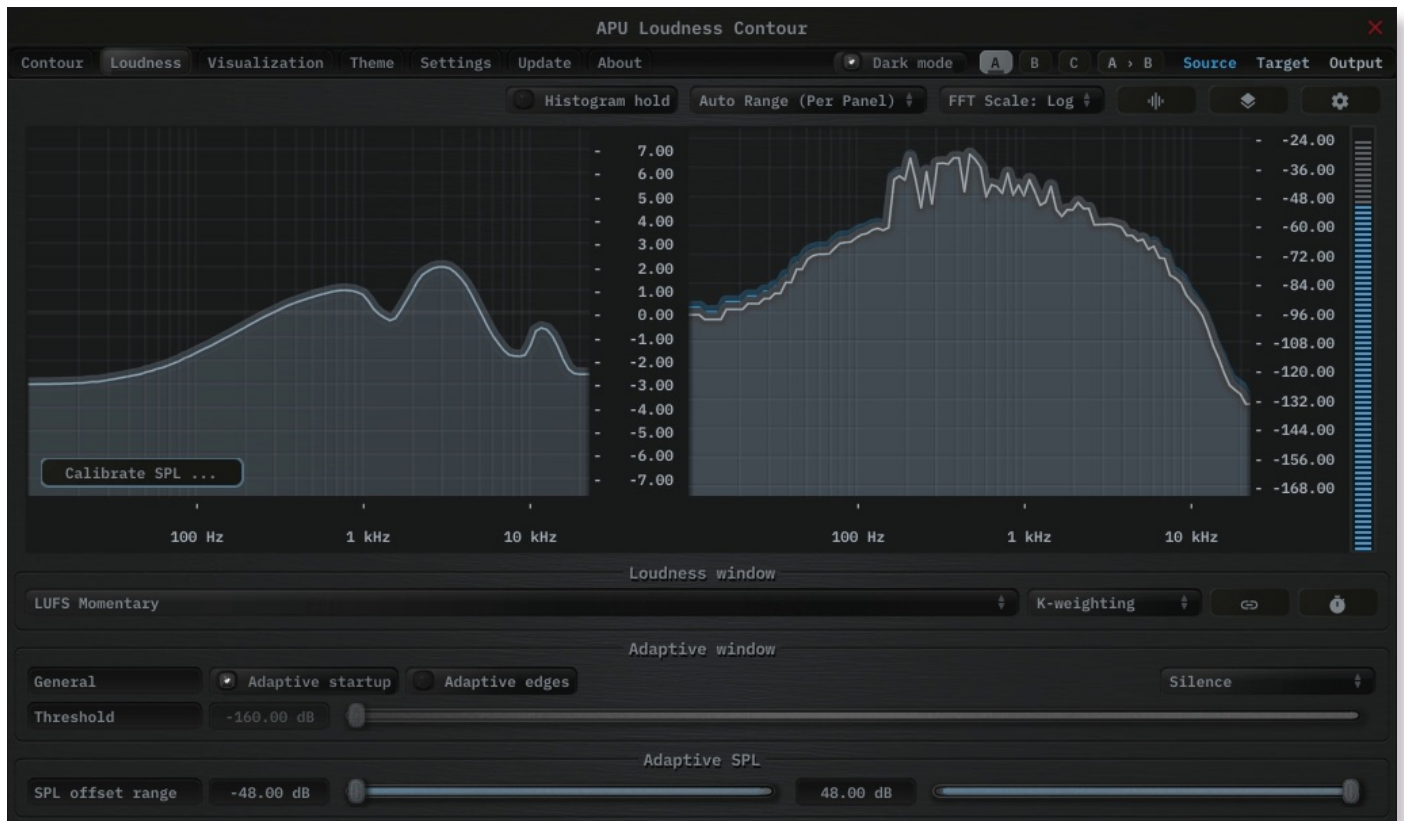 APU Loudness Contour
Contour Loudness Visualization Theme Settings Update About Dark mode A B C A › B Source Target Output
Histogram hold Auto Range (Per Panel) FFT Scale: Log
7.00
6.00
5.00
4.00
3.00
2.00
1.00
0.00
-1.00
-2.00
-3.00
-4.00
-5.00
-6.00
-7.00
Calibrate SPL ...
100 Hz 1 kHz 10 kHz
-24.00
-36.00
-48.00
-60.00
-72.00
-84.00
-96.00
-108.00
-120.00
-132.00
-144.00
-156.00
-168.00
100 Hz 1 kHz 10 kHz
Loudness window
LUFS Momentary K-weighting
Adaptive window
General Adaptive startup Adaptive edges Silence
Threshold -160.00 dB
Adaptive SPL
SPL offset range -48.00 dB 48.00 dB